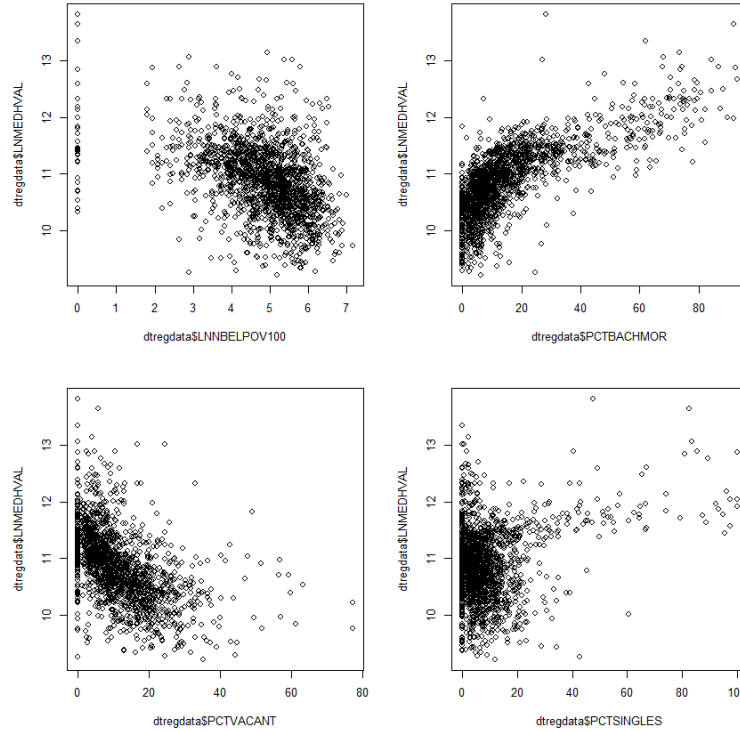 dtregdata$LNMEDHVAL
13
12
11
10
0 1 2 3 4 5 6 7
dtregdata$LNNBELPOV100
dtregdata$LNMEDHVAL
13
12
11
10
0 20 40 60 80
dtregdata$PCTBACHMOR
dtregdata$LNMEDHVAL
13
12
11
10
0 20 40 60 80
dtregdata$PCTVACANT
dtregdata$LNMEDHVAL
13
12
11
10
0 20 40 60 80
dtregdata$PCTSINGLES